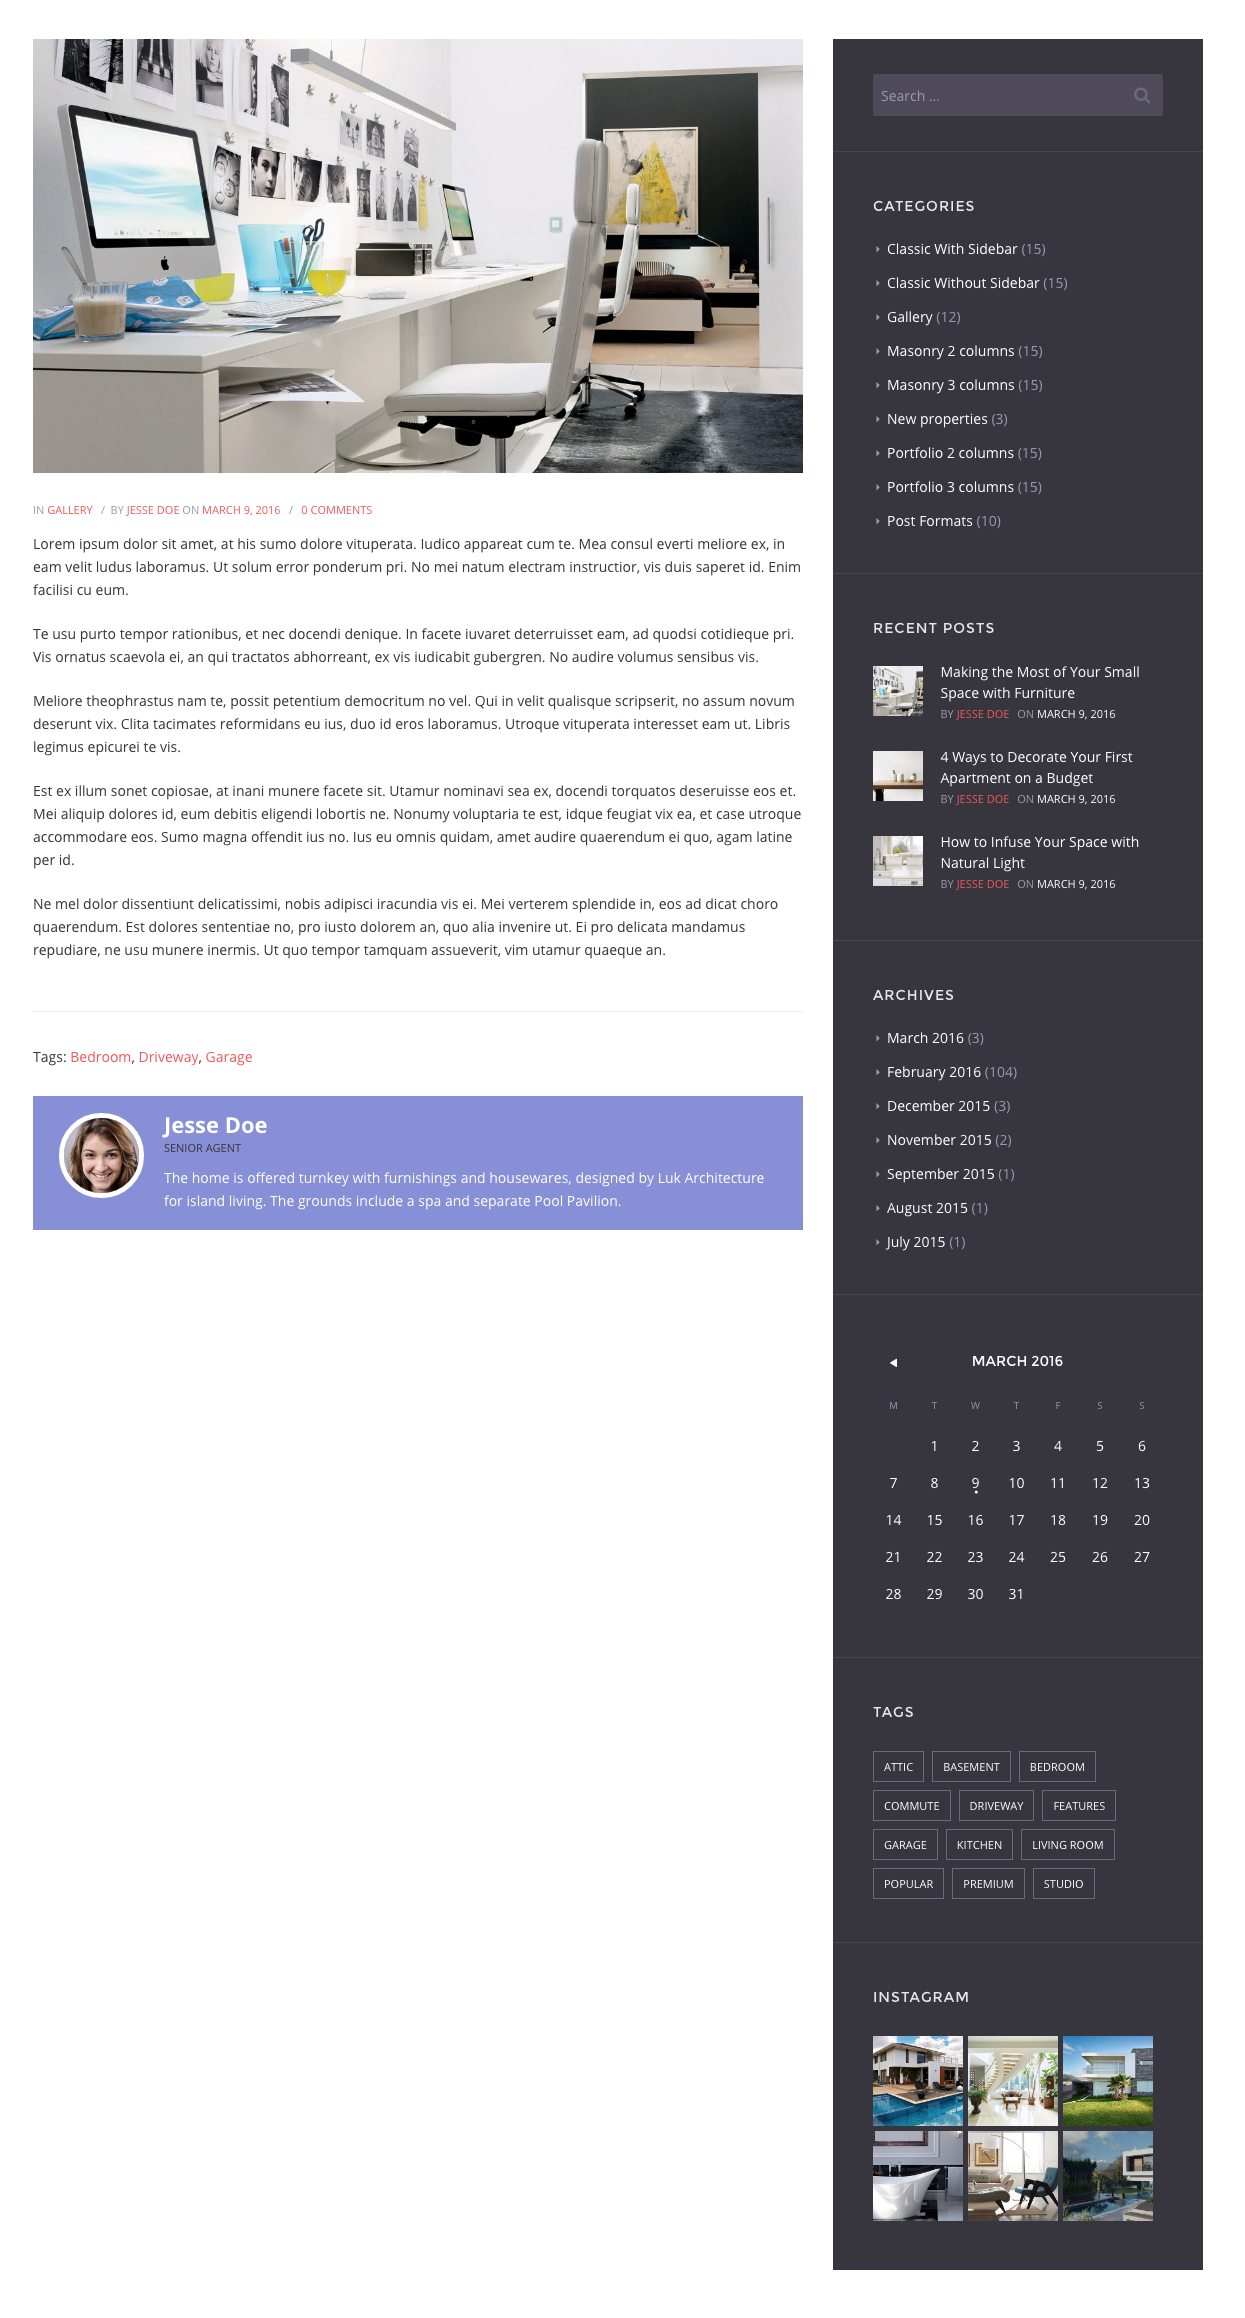 IN GALLERY / BY JESSE DOE ON MARCH 9, 2016 / 0 COMMENTS
Lorem ipsum dolor sit amet, at his sumo dolore vituperata. Iudico appareat cum te. Mea consul everti meliore ex, in
eam velit ludus laboramus. Ut solum error ponderum pri. No mei natum electram instructior, vis duis saperet id. Enim
facilisi cu eum.
Te usu purto tempor rationibus, et nec docendi denique. In facete iuvaret deterruisset eam, ad quodsi cotidieque pri.
Vis ornatus scaevola ei, an qui tractatos abhorreant, ex vis iudicabit gubergren. No audire volumus sensibus vis.
Meliore theophrastus nam te, possit petentium democritum no vel. Qui in velit qualisque scripserit, no assum novum
deserunt vix. Clita tacimates reformidans eu ius, duo id eros laboramus. Utroque vituperata interesset eam ut. Libris
legimus epicurei te vis.
Est ex illum sonet copiosae, at inani munere facete sit. Utamur nominavi sea ex, docendi torquatos deseruisse eos et.
Mei aliquip dolores id, eum debitis eligendi lobortis ne. Nonumy voluptaria te est, idque feugiat vix ea, et case utroque
accommodare eos. Sumo magna offendit ius no. Ius eu omnis quidam, amet audire quaerendum ei quo, agam latine
per id.
Ne mel dolor dissentiunt delicatissimi, nobis adipisci iracundia vis ei. Mei verterem splendide in, eos ad dicat choro
quaerendum. Est dolores sententiae no, pro iusto dolorem an, quo alia invenire ut. Ei pro delicata mandamus
repudiare, ne usu munere inermis. Ut quo tempor tamquam assueverit, vim utamur quaeque an.
Tags: Bedroom, Driveway, Garage
Jesse Doe
SENIOR AGENT
The home is offered turnkey with furnishings and housewares, designed by Luk Architecture
for island living. The grounds include a spa and separate Pool Pavilion.
Search ...
CATEGORIES
Classic With Sidebar (15)
Classic Without Sidebar (15)
Gallery (12)
Masonry 2 columns (15)
Masonry 3 columns (15)
New properties (3)
Portfolio 2 columns (15)
Portfolio 3 columns (15)
Post Formats (10)
RECENT POSTS
Making the Most of Your Small
Space with Furniture
BY JESSE DOE ON MARCH 9, 2016
4 Ways to Decorate Your First
Apartment on a Budget
BY JESSE DOE ON MARCH 9, 2016
How to Infuse Your Space with
Natural Light
BY JESSE DOE ON MARCH 9, 2016
ARCHIVES
March 2016 (3)
February 2016 (104)
December 2015 (3)
November 2015 (2)
September 2015 (1)
August 2015 (1)
July 2015 (1)
MARCH 2016
M T W T F S S
1 2 3 4 5 6
7 8 9 10 11 12 13
14 15 16 17 18 19 20
21 22 23 24 25 26 27
28 29 30 31
TAGS
ATTIC BASEMENT BEDROOM
COMMUTE DRIVEWAY FEATURES
GARAGE KITCHEN LIVING ROOM
POPULAR PREMIUM STUDIO
INSTAGRAM